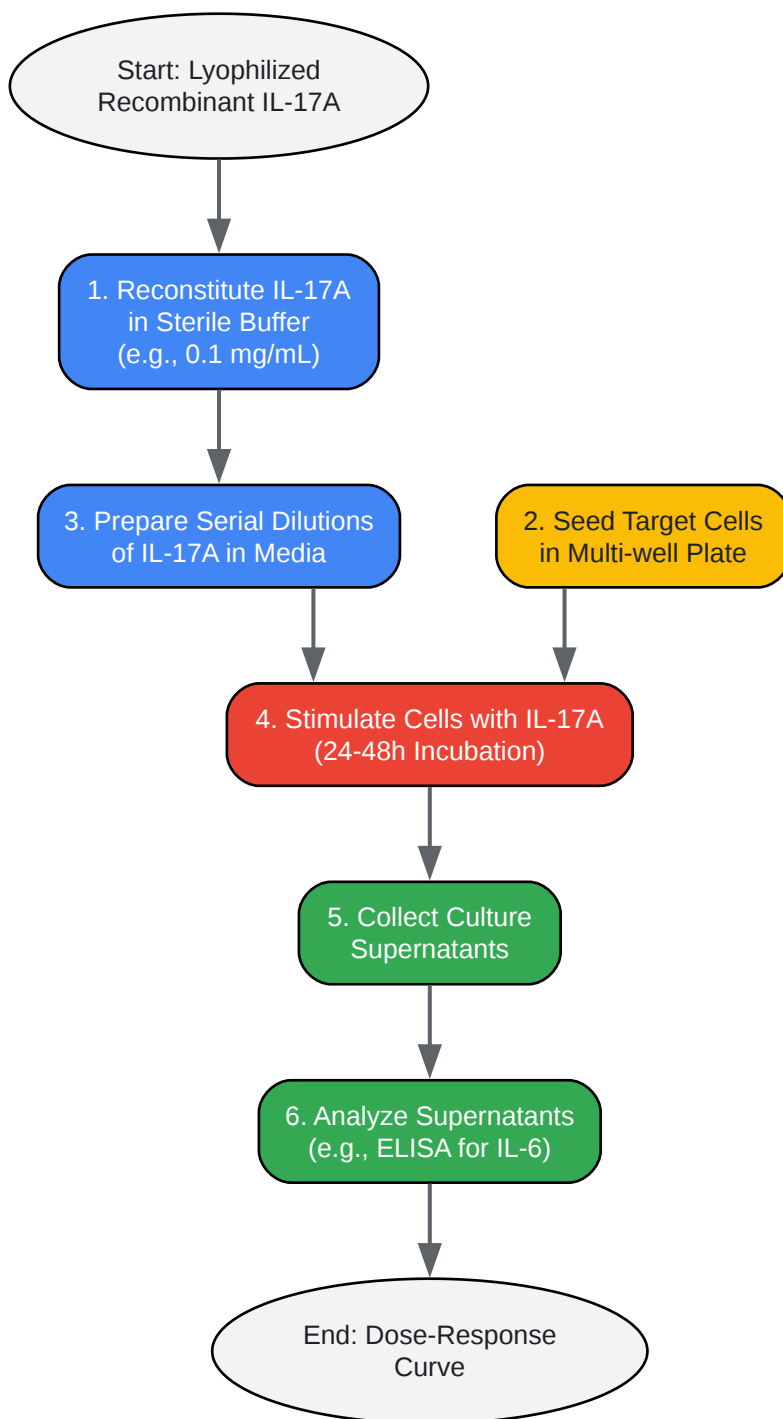 Start: Lyophilized
Recombinant IL-17A
1. Reconstitute IL-17A
in Sterile Buffer
(e.g., 0.1 mg/mL)
3. Prepare Serial Dilutions
of IL-17A in Media
2. Seed Target Cells
in Multi-well Plate
4. Stimulate Cells with IL-17A
(24-48h Incubation)
5. Collect Culture
Supernatants
6. Analyze Supernatants
(e.g., ELISA for IL-6)
End: Dose-Response
Curve